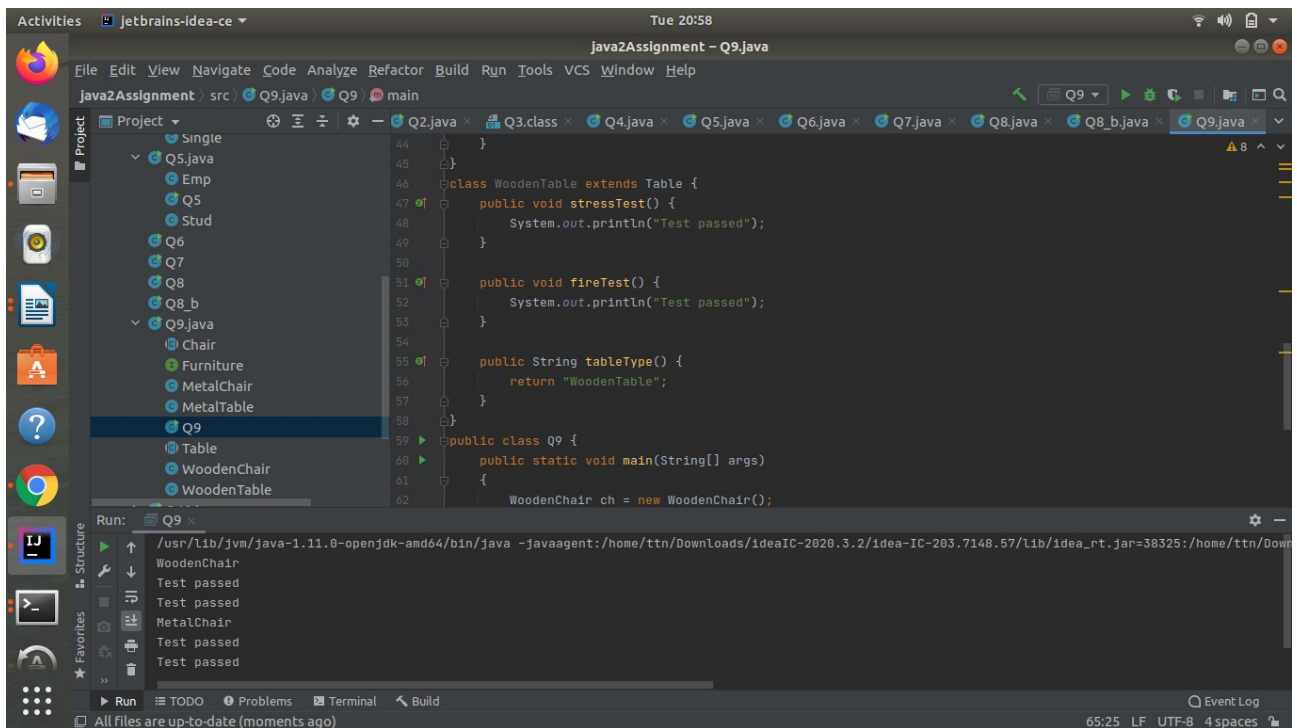 Activities jetbrains-idea-ce Tue 20:58
java2Assignment – Q9.java
File Edit View Navigate Code Analyze Refactor Build Run Tools VCS Window Help
java2Assignment src Q9.java Q9 main Q9
Project Project Q2.java Q3.class Q4.java Q5.java Q6.java Q7.java Q8.java Q8_b.java Q9.java
Single
Q5.java
Emp
Q5
Stud
Q6
Q7
Q8
Q8_b
Q9.java
Chair
Furniture
MetalChair
MetalTable
Q9
Table
WoodenChair
WoodenTable
8
44 }
45 }
46 class WoodenTable extends Table {
47 public void stressTest() {
48 System.out.println("Test passed");
49 }
50
51 public void fireTest() {
52 System.out.println("Test passed");
53 }
54
55 public String tableType() {
56 return "WoodenTable";
57 }
58 }
59 public class Q9 {
60 public static void main(String[] args)
61 {
62 WoodenChair ch = new WoodenChair();
Run: Q9
Structure
Favorites
/usr/lib/jvm/java-1.11.0-openjdk-amd64/bin/java -javaagent:/home/ttn/Downloads/ideaIC-2020.3.2/idea-IC-203.7148.57/lib/idea_rt.jar=38325:/home/ttn/Down
WoodenChair
Test passed
Test passed
MetalChair
Test passed
Test passed
Run TODO Problems Terminal Build Event Log
All files are up-to-date (moments ago) 65:25 LF UTF-8 4 spaces